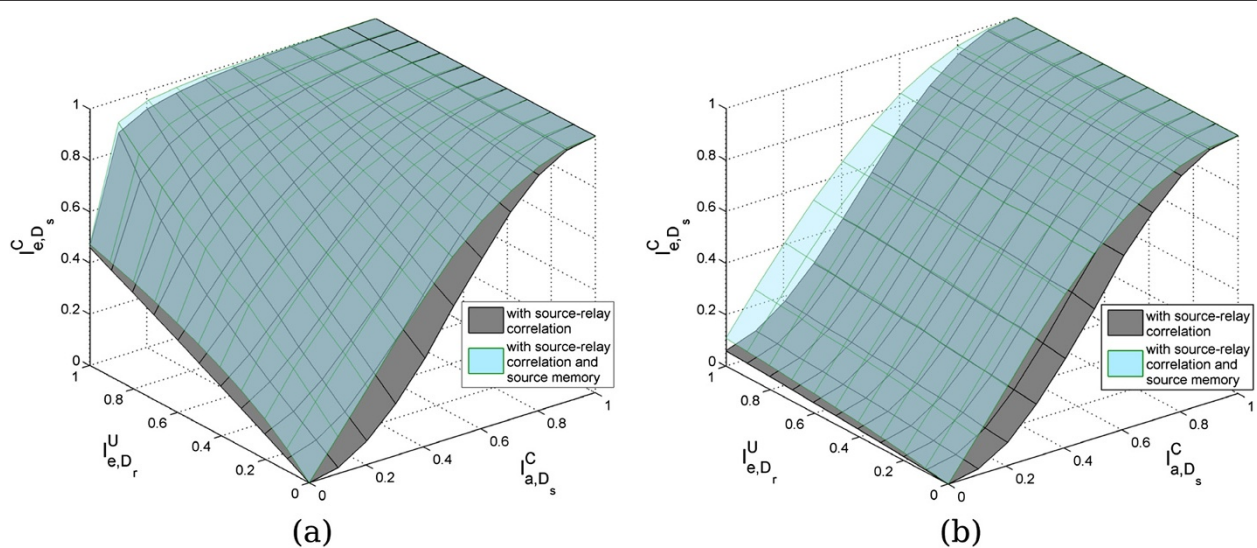 1
0.8
0.6
0.4
0.2
0
I^C_{e,D_s}
1
0.8
0.6
0.4
0.2
0
I^U_{e,D_r}
0
0.2
0.4
0.6
0.8
1
I^C_{a,D_s}
with source-relay
correlation
with source-relay
correlation and
source memory
(a)
1
0.8
0.6
0.4
0.2
0
I^C_{e,D_s}
1
0.8
0.6
0.4
0.2
0
I^U_{e,D_r}
0
0.2
0.4
0.6
0.8
1
I^C_{a,D_s}
with source-relay
correlation
with source-relay
correlation and
source memory
(b)